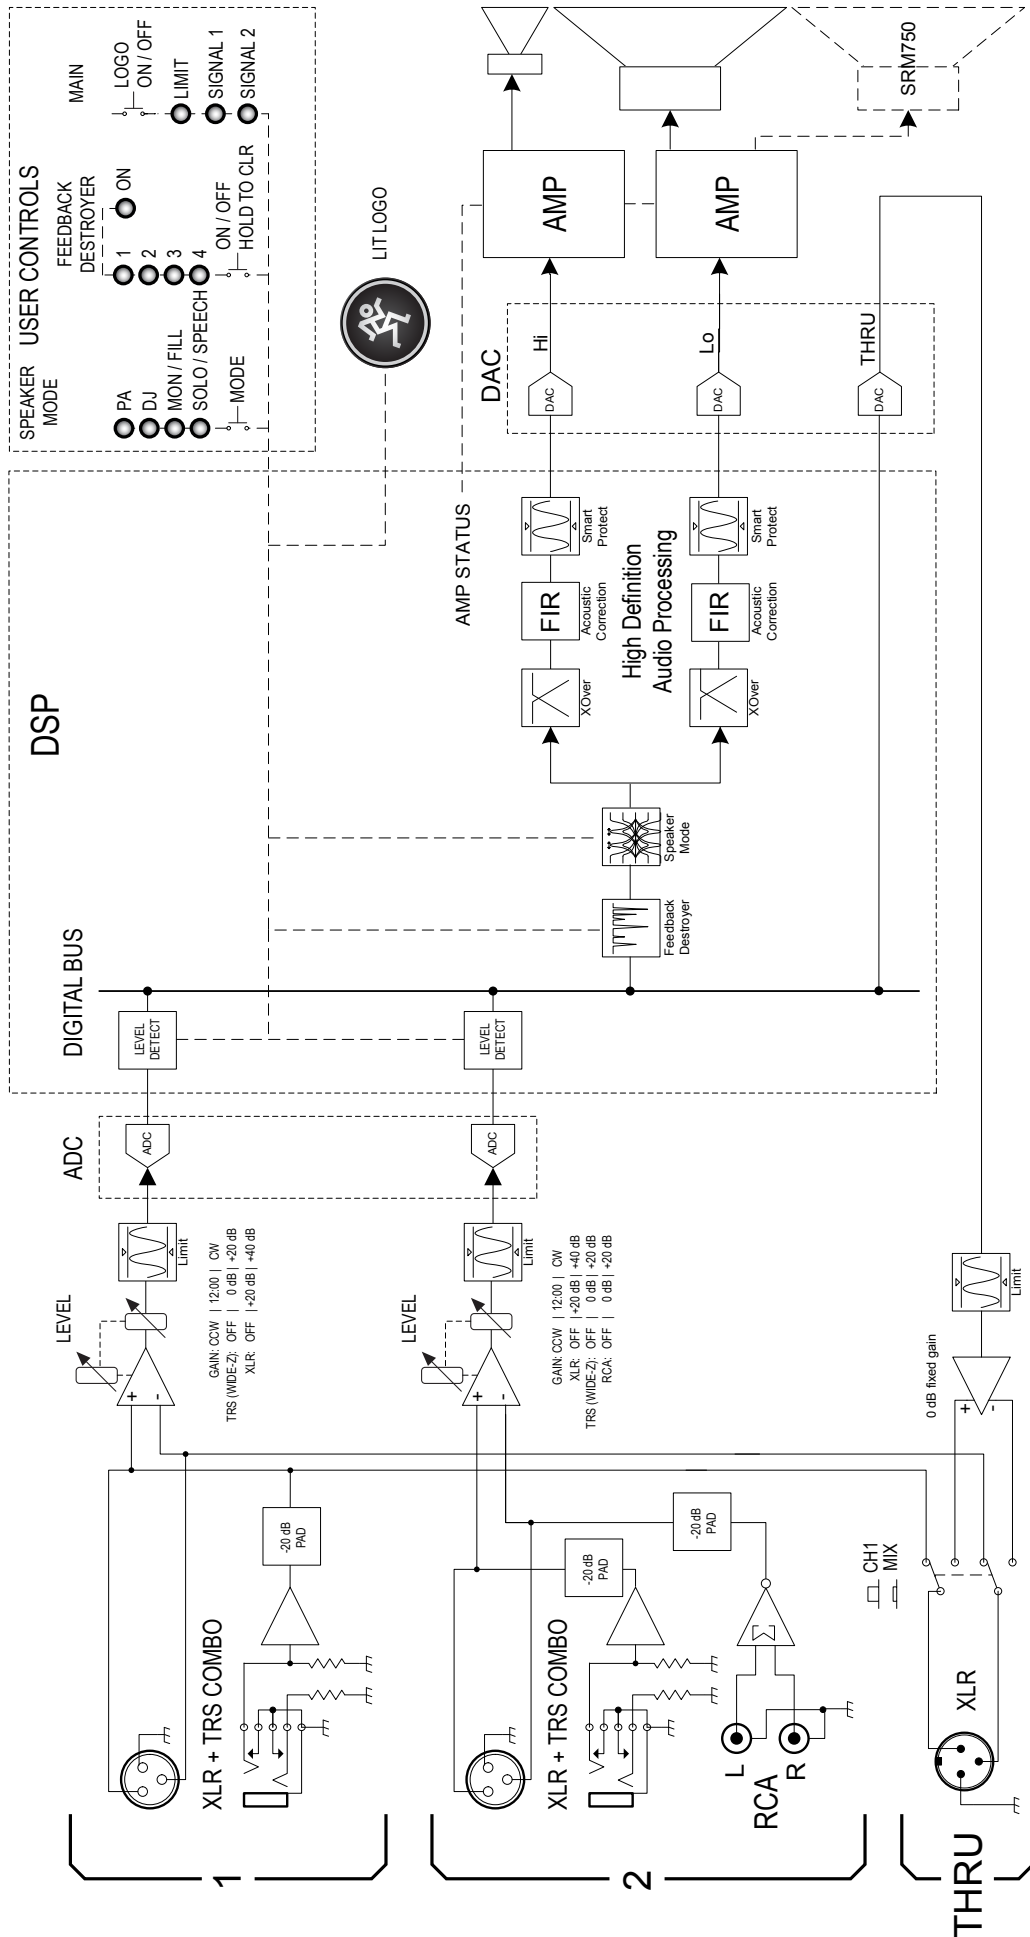 1
XLR + TRS COMBO
-20 dB
PAD
+
-
LEVEL
Limit
GAIN: CCW | 12:00 | CW
TRS (WIDE-Z): OFF | 0 dB | +20 dB
XLR: OFF | +20 dB | +40 dB
ADC
ADC
2
XLR + TRS COMBO
-20 dB
PAD
RCA
L
R
Σ
-20 dB
PAD
+
-
LEVEL
Limit
GAIN: CCW | 12:00 | CW
XLR: OFF | +20 dB | +40 dB
TRS (WIDE-Z): OFF | 0 dB | +20 dB
RCA: OFF | 0 dB | +20 dB
ADC
THRU
XLR
CH1
MIX
0 dB fixed gain
+
-
Limit
DSP
DIGITAL BUS
LEVEL
DETECT
LEVEL
DETECT
Feedback
Destroyer
Speaker
Mode
XOver
FIR
Acoustic
Correction
Smart
Protect
High Definition
Audio Processing
XOver
FIR
Acoustic
Correction
Smart
Protect
AMP STATUS
DAC
DAC
Hi
DAC
Lo
DAC
THRU
AMP
AMP
SRM750
LIT LOGO
USER CONTROLS
SPEAKER
MODE
PA
DJ
MON / FILL
SOLO / SPEECH
MODE
FEEDBACK
DESTROYER
1
2
3
4
ON
ON / OFF
HOLD TO CLR
MAIN
LOGO
ON / OFF
LIMIT
SIGNAL 1
SIGNAL 2